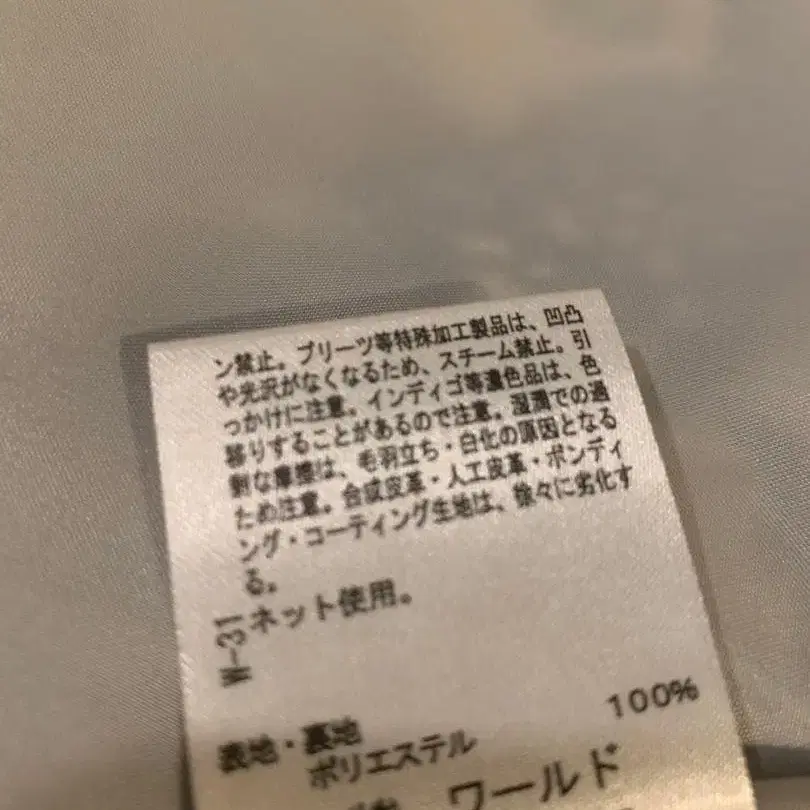 ン禁止。プリーツ等特殊加工製品は、凹凸
や光沢がなくなるため、スチーム禁止。引
っかけに注意。インディゴ等濃色品は、色
移りすることがあるので注意。湿潤での過
剰な摩擦は、毛羽立ち・白化の原因となる
ため注意。合成皮革・人工皮革・ボンディ
ング・コーティング生地は、徐々に劣化す
る。
ネット使用。
W-31
表地・裏地
ポリエステル 100%
ワールド